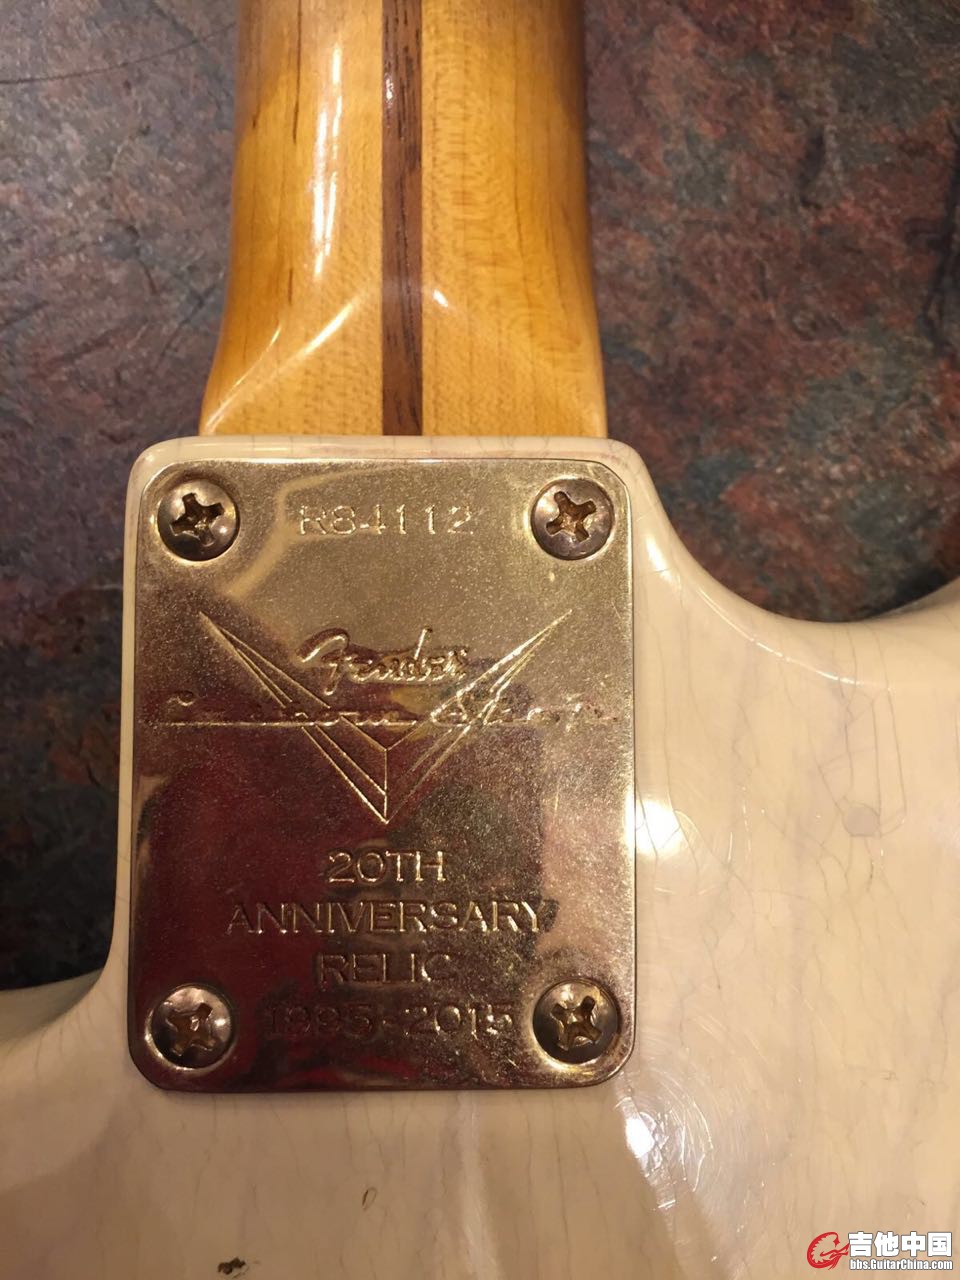 R84112
Fender
Custom Shop
20TH
ANNIVERSARY
RELIC
1995-2015
吉他中国
bbs.GuitarChina.com